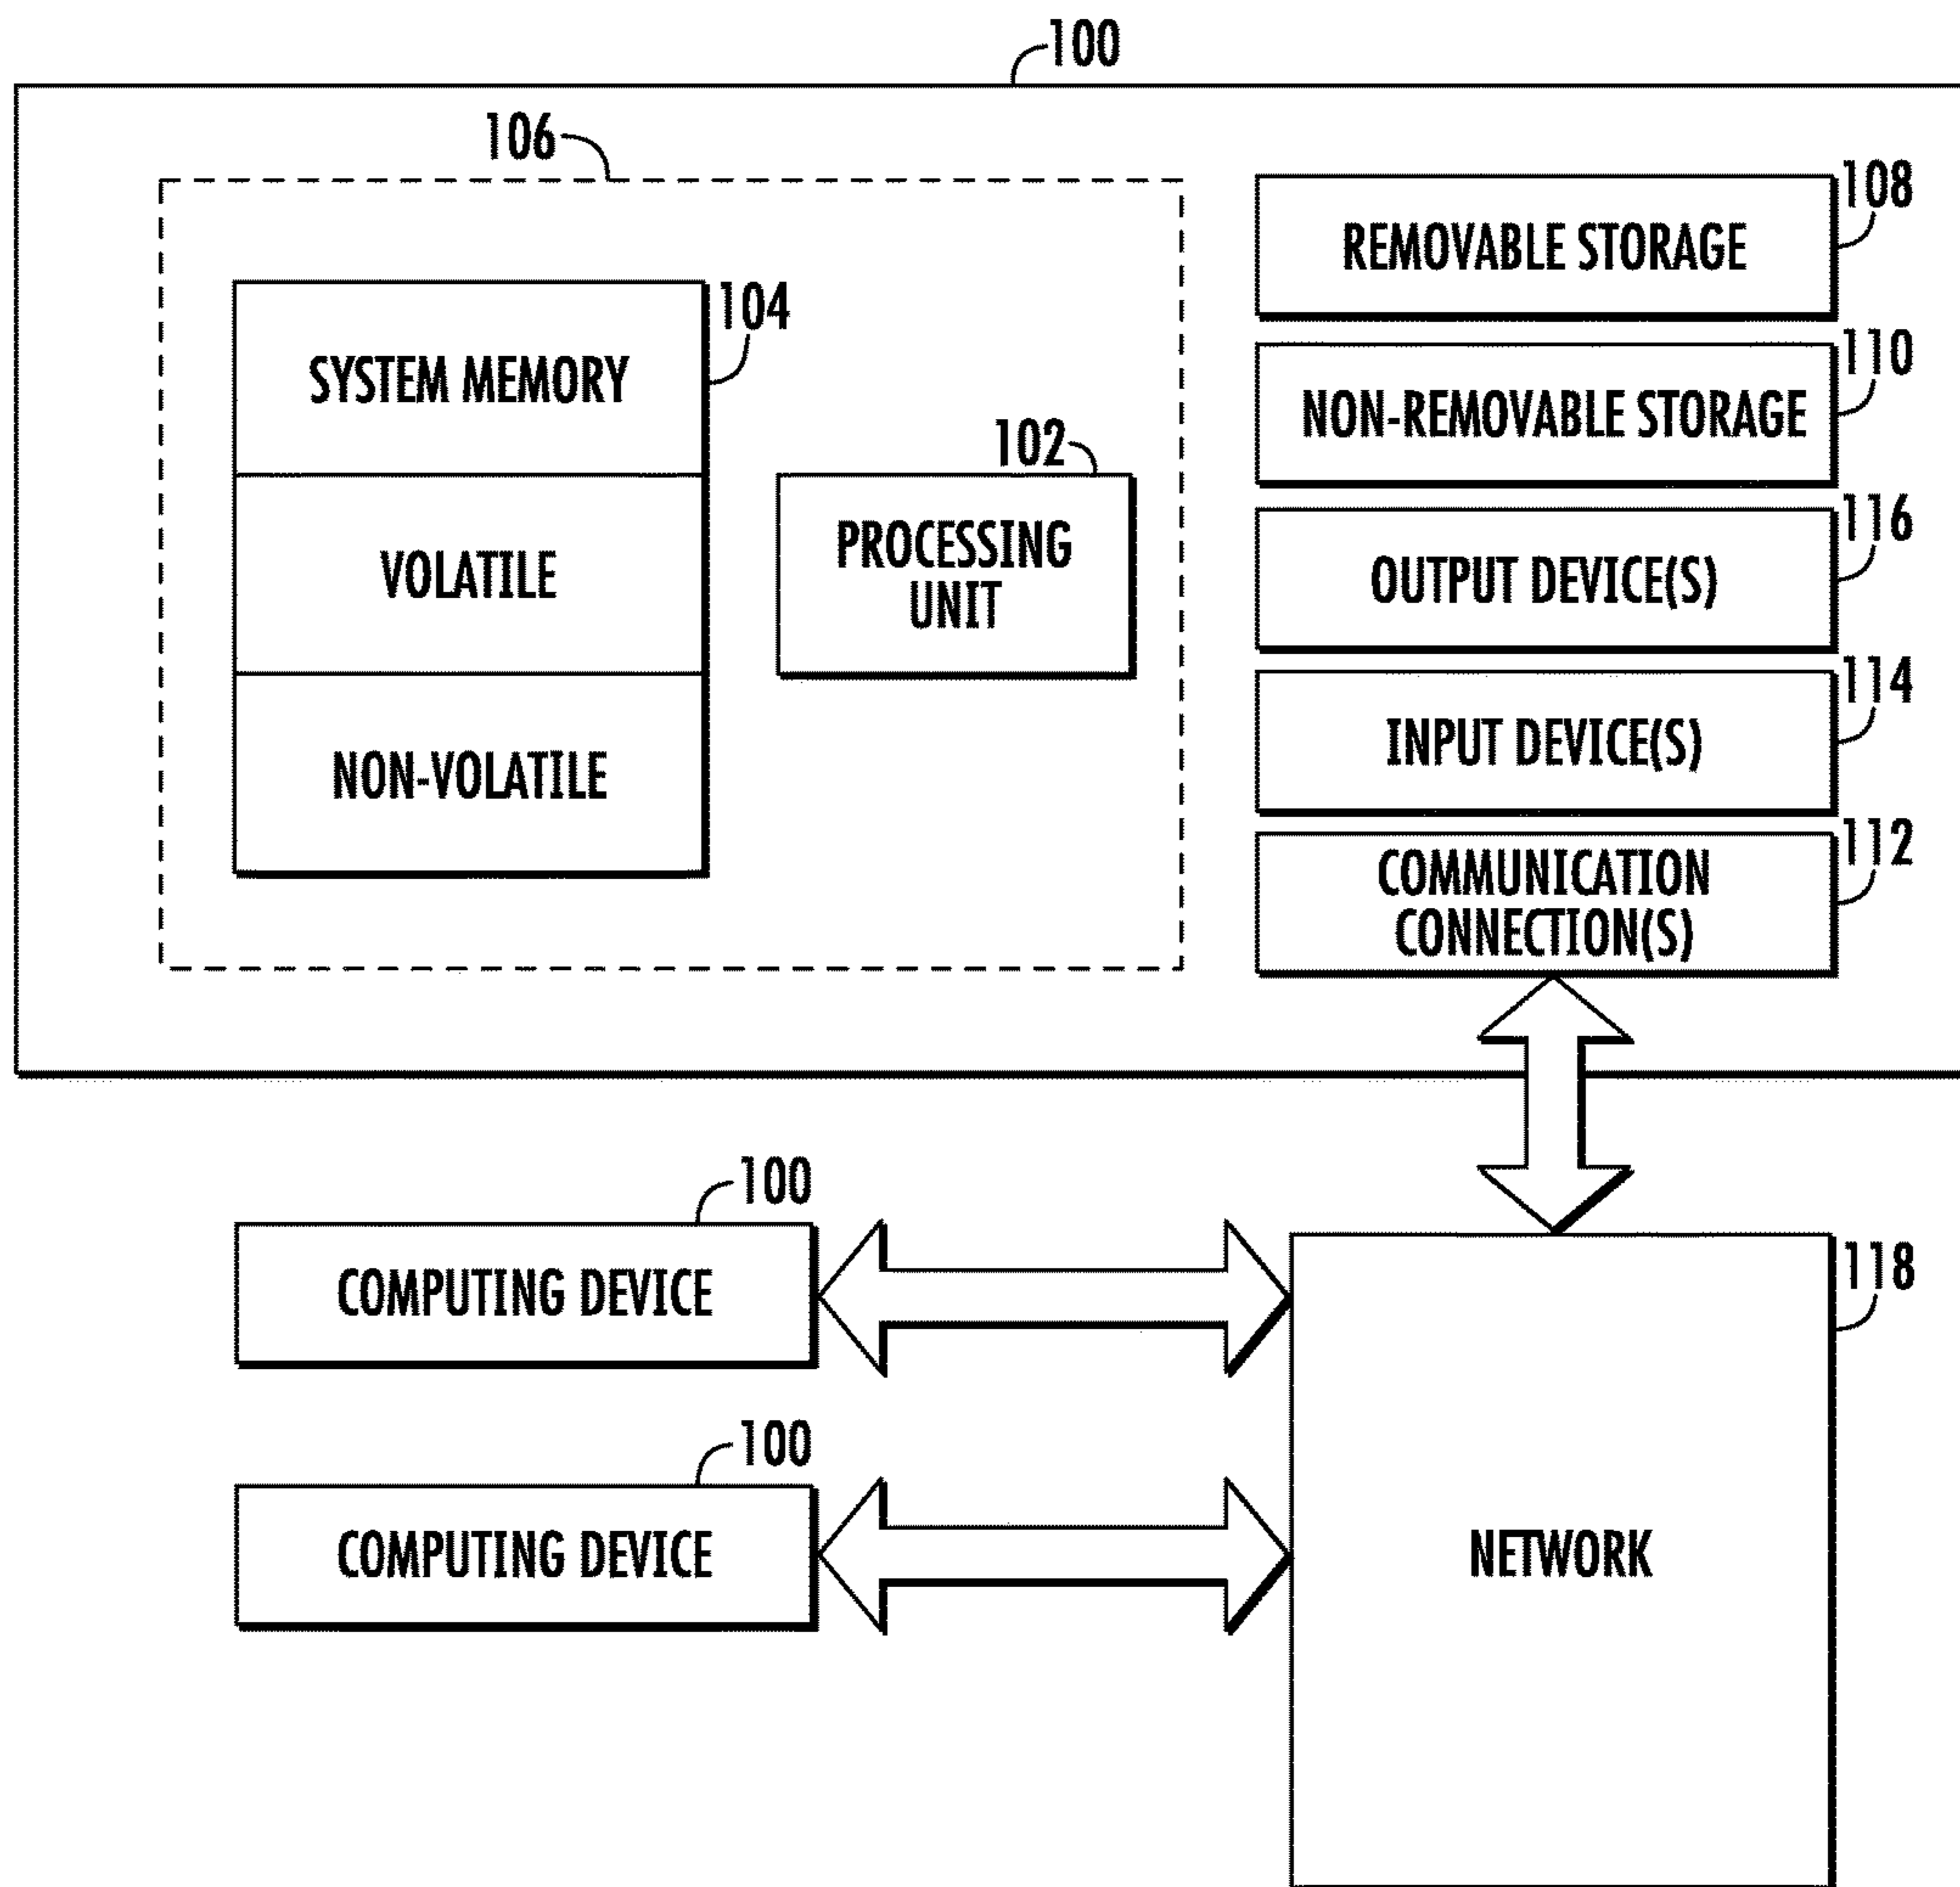 100
106
108
REMOVABLE STORAGE
104
SYSTEM MEMORY
110
NON-REMOVABLE STORAGE
102
PROCESSING
UNIT
VOLATILE
116
OUTPUT DEVICE(S)
NON-VOLATILE
114
INPUT DEVICE(S)
112
COMMUNICATION
CONNECTION(S)
100
COMPUTING DEVICE
118
100
COMPUTING DEVICE
NETWORK